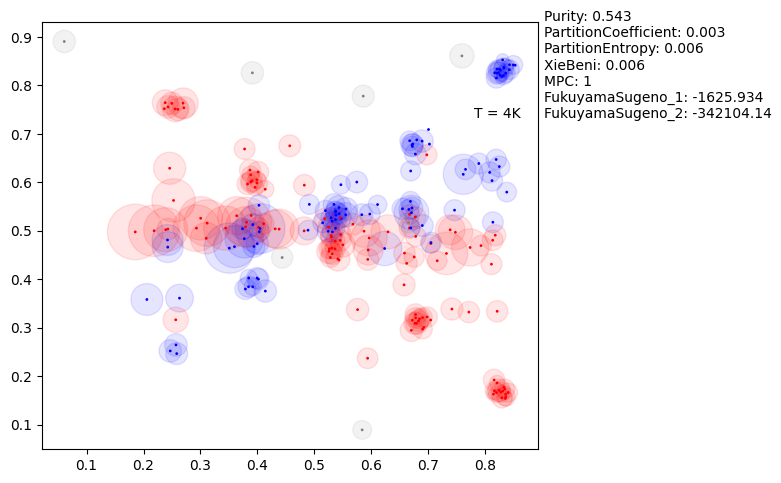 Purity: 0.543
PartitionCoefficient: 0.003
PartitionEntropy: 0.006
XieBeni: 0.006
MPC: 1
FukuyamaSugeno_1: -1625.934
FukuyamaSugeno_2: -342104.14
T = 4K
0.9
0.8
0.7
0.6
0.5
0.4
0.3
0.2
0.1
0.1 0.2 0.3 0.4 0.5 0.6 0.7 0.8